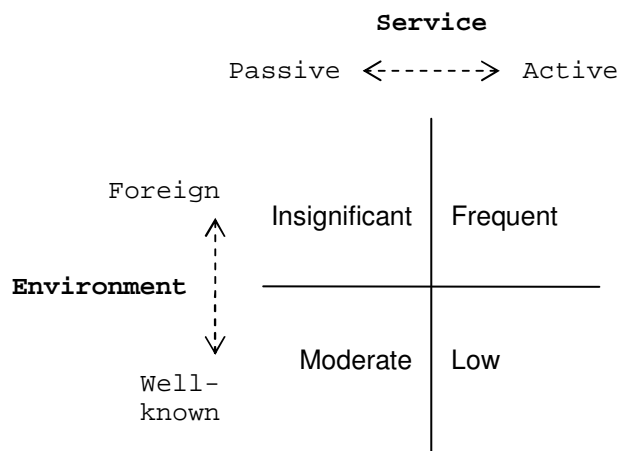 Service
Passive Active
Foreign
Insignificant Frequent
Environment
Moderate Low
Well-
known